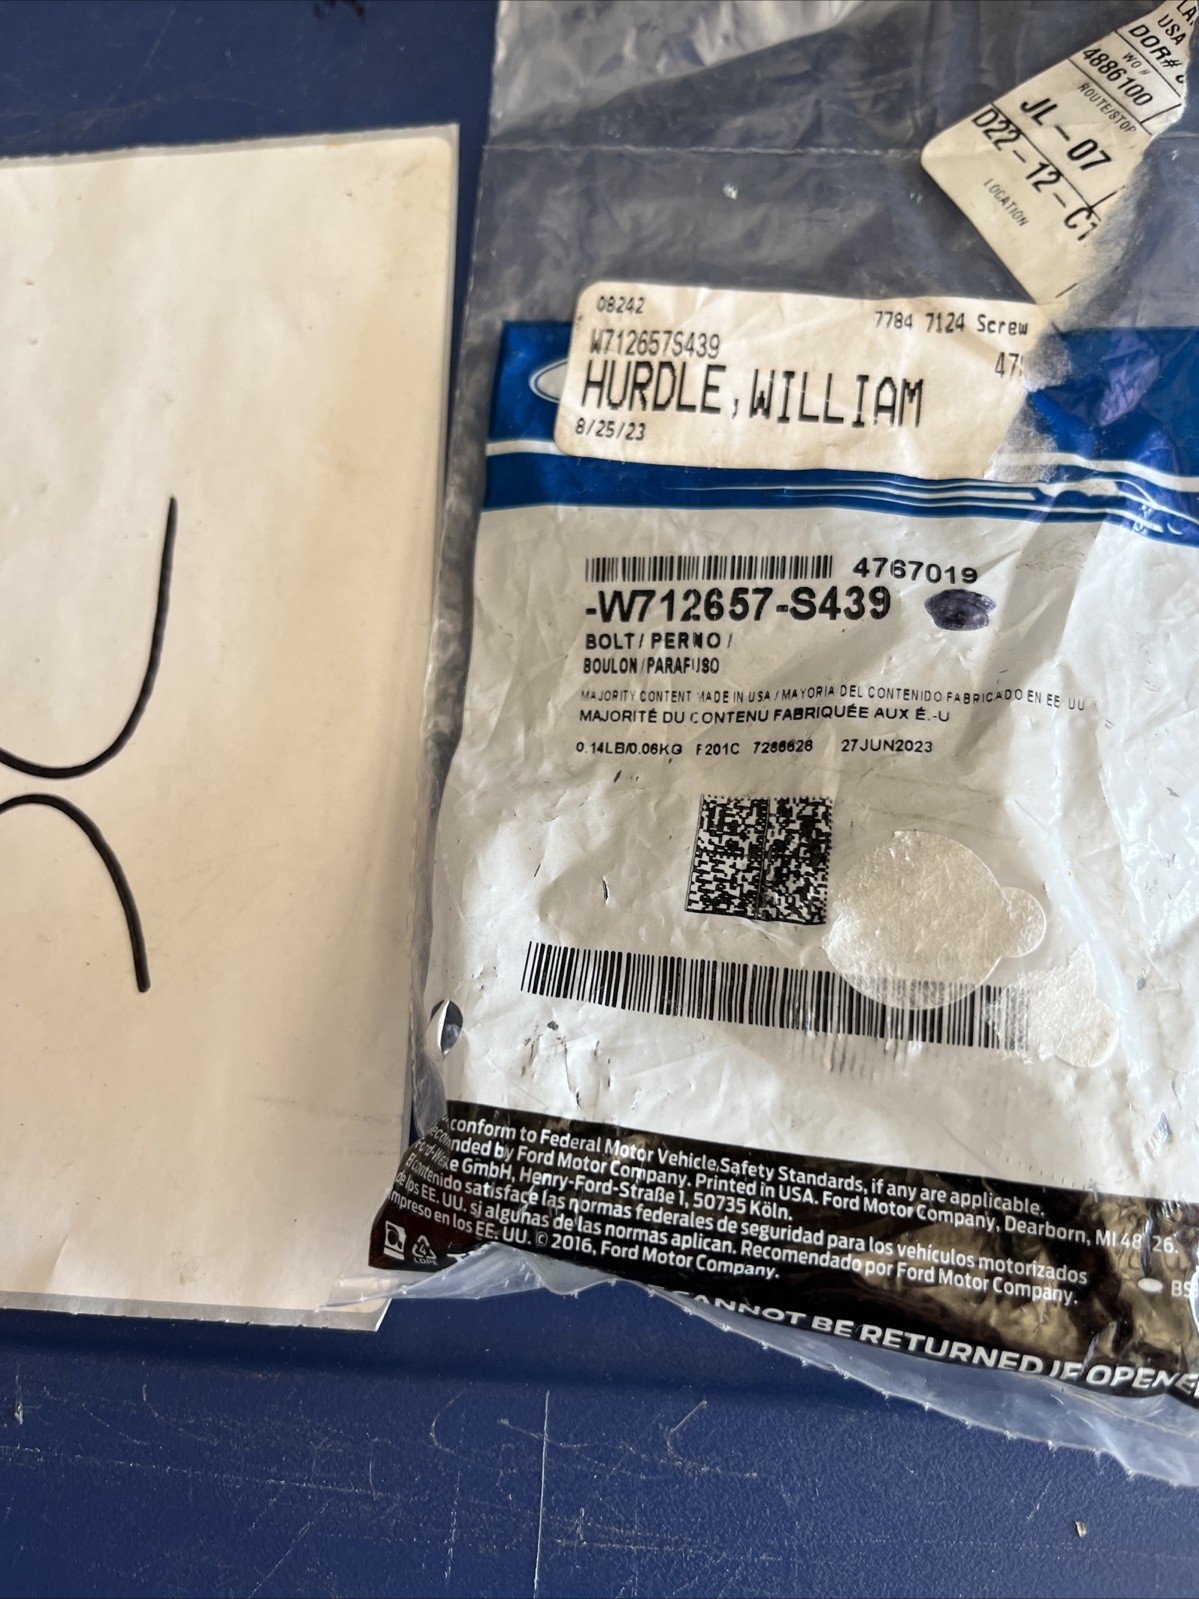 USA
DOR#
WO #
4886100
ROUTE/STOP
JL-07
D22-12-C1
LOCATION
08242
7784 7124 Screw
W712657S439
HURDLE,WILLIAM
8/25/23
4767019
-W712657-S439
BOLT/ PERNO /
BOULON/PARAFUSO
MAJORITY CONTENT MADE IN USA / MAYORIA DEL CONTENIDO FABRICADO EN EE UU
MAJORITÉ DU CONTENU FABRIQUÉE AUX É.-U
0.14LB/0.06KG F201C 7286628 27JUN2023
conform to Federal Motor Vehicle Safety Standards, if any are applicable.
by Ford Motor Company. Printed in USA. Ford Motor Company, Dearborn, MI 48126.
GmbH, Henry-Ford-Straße 1, 50735 Köln.
El contenido satisface las normas federales de seguridad para los vehículos motorizados
de los EE. UU. si algunas de las normas aplican. Recomendado por Ford Motor Company.
Impreso en los EE. UU. © 2016, Ford Motor Company.
LDPE
CANNOT BE RETURNED IF OPENE